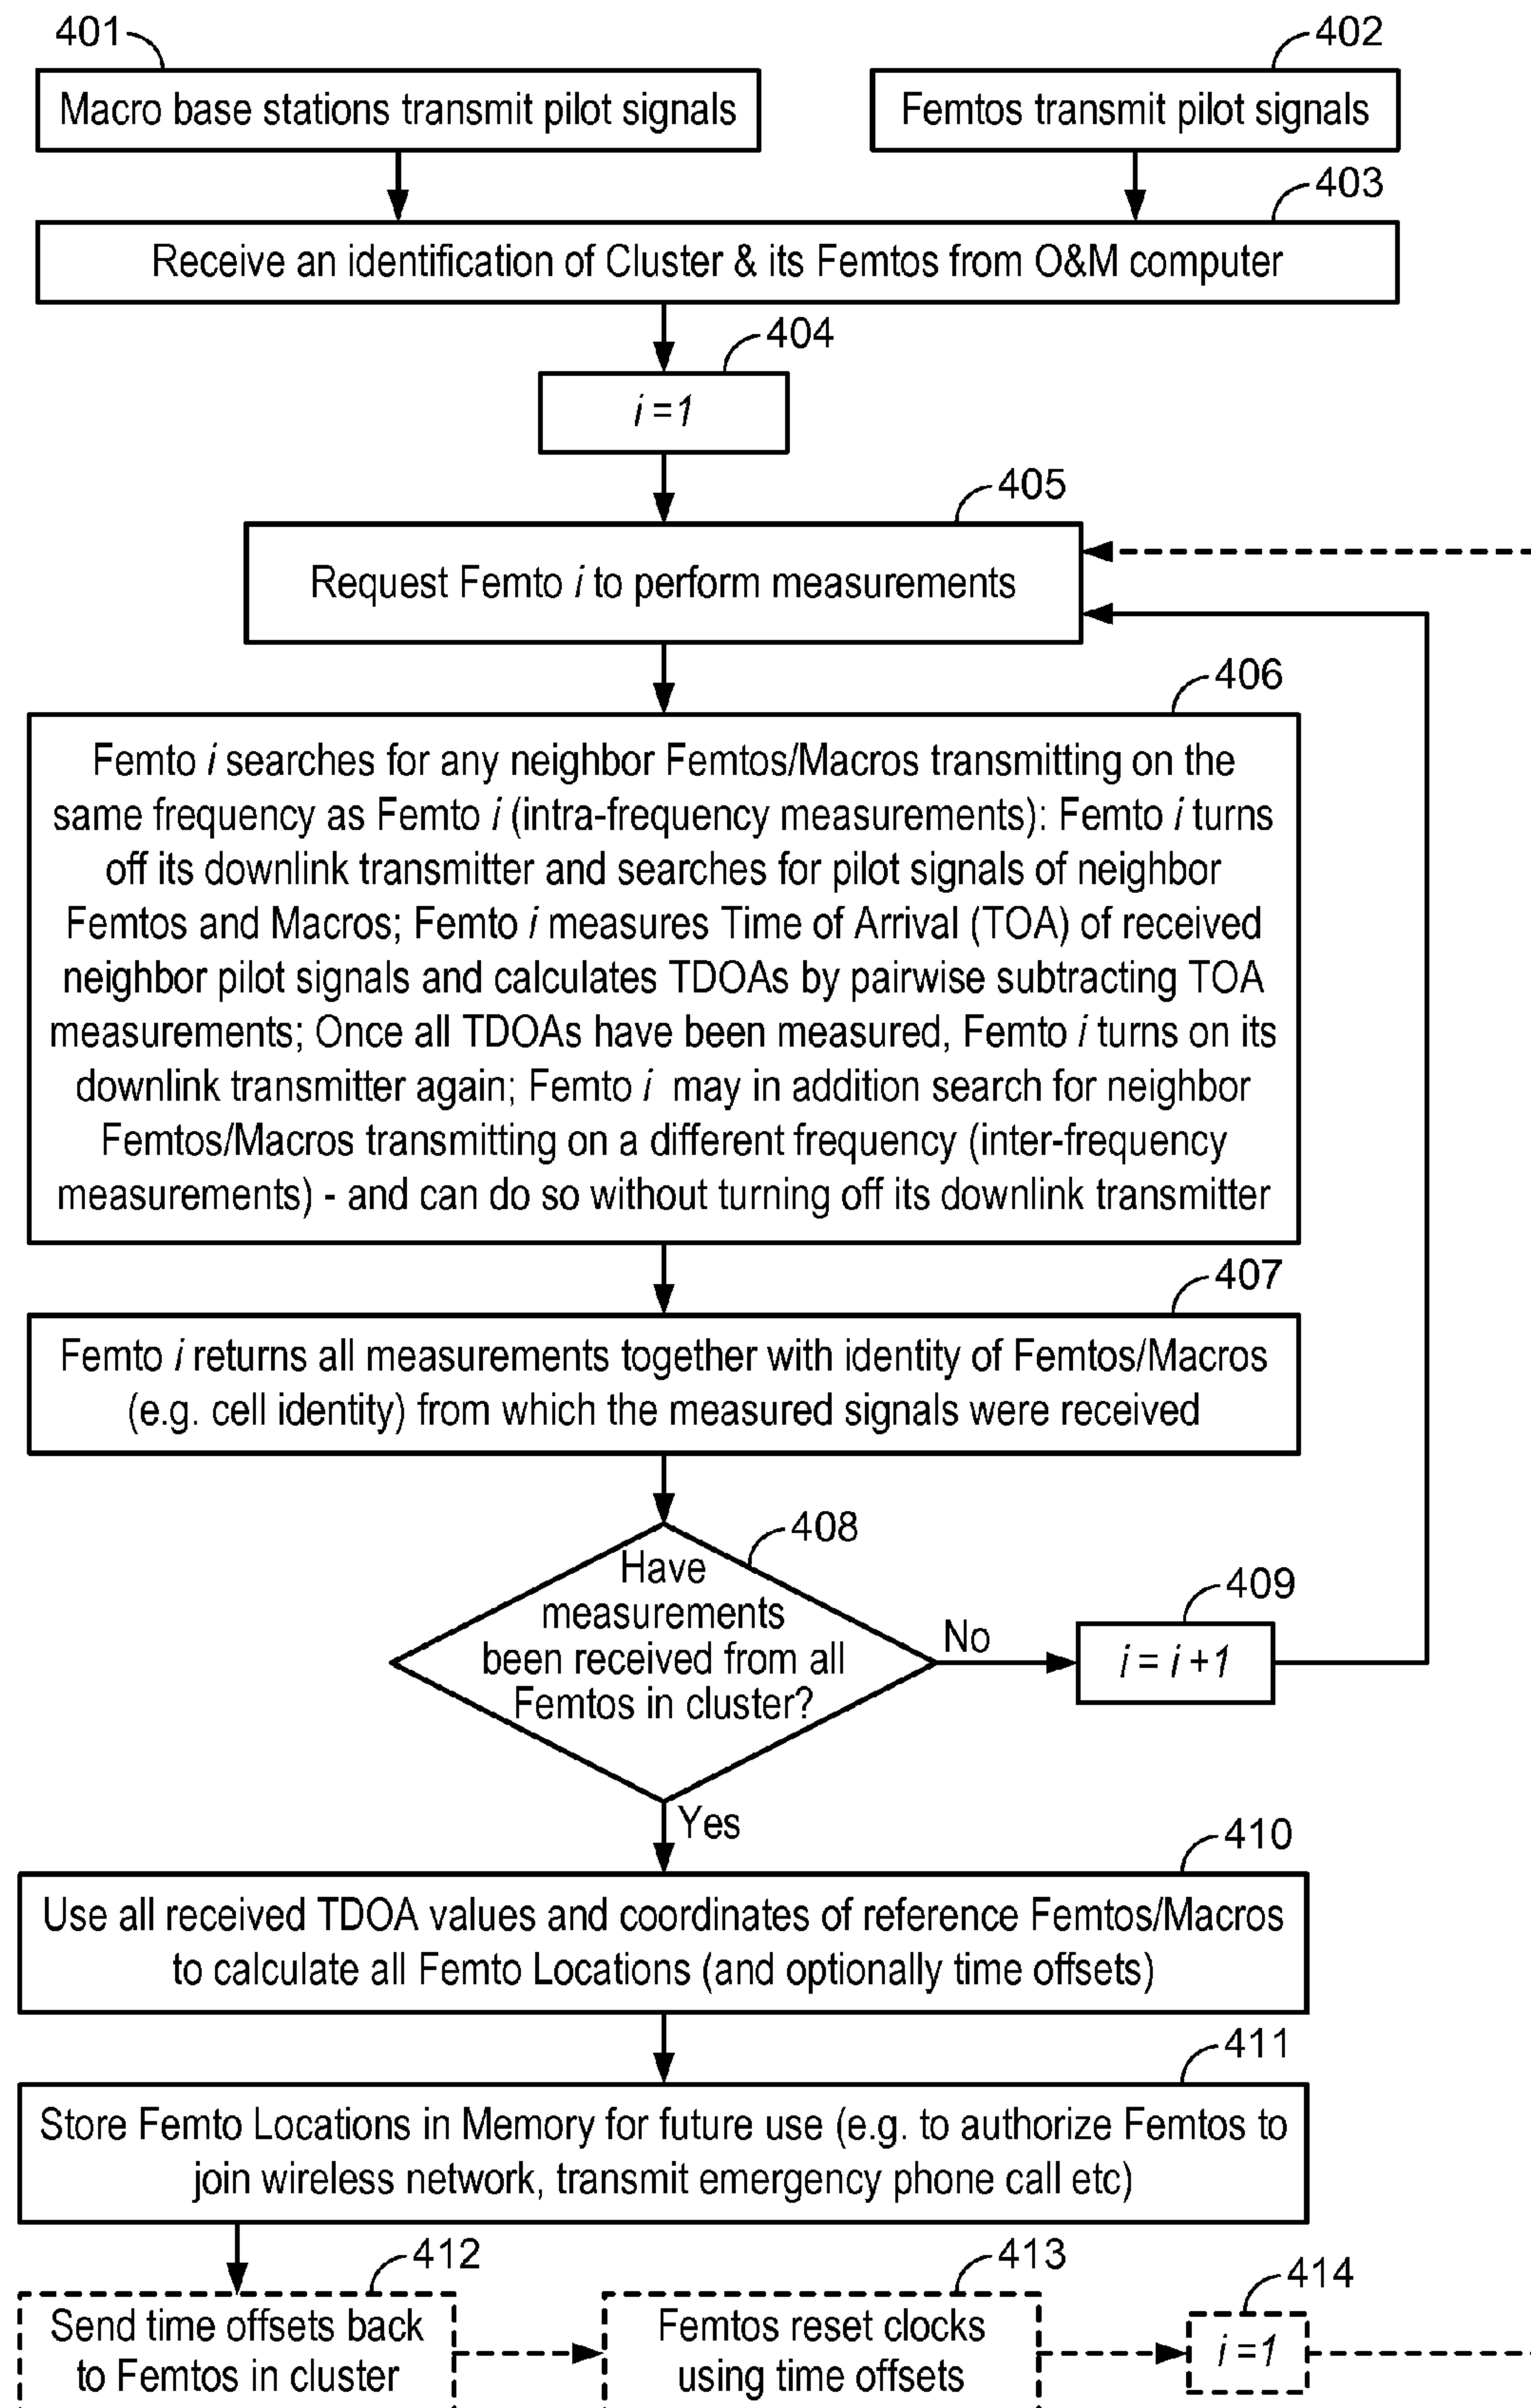 401
402
Macro base stations transmit pilot signals
Femtos transmit pilot signals
403
Receive an identification of Cluster & its Femtos from O&M computer
404
i =1
405
Request Femto i to perform measurements
406
Femto i searches for any neighbor Femtos/Macros transmitting on the
same frequency as Femto i (intra-frequency measurements): Femto i turns
off its downlink transmitter and searches for pilot signals of neighbor
Femtos and Macros; Femto i measures Time of Arrival (TOA) of received
neighbor pilot signals and calculates TDOAs by pairwise subtracting TOA
measurements; Once all TDOAs have been measured, Femto i turns on its
downlink transmitter again; Femto i may in addition search for neighbor
Femtos/Macros transmitting on a different frequency (inter-frequency
measurements) - and can do so without turning off its downlink transmitter
407
Femto i returns all measurements together with identity of Femtos/Macros
(e.g. cell identity) from which the measured signals were received
408
Have
measurements
been received from all
Femtos in cluster?
No
409
i = i +1
Yes
410
Use all received TDOA values and coordinates of reference Femtos/Macros
to calculate all Femto Locations (and optionally time offsets)
411
Store Femto Locations in Memory for future use (e.g. to authorize Femtos to
join wireless network, transmit emergency phone call etc)
412
Send time offsets back
to Femtos in cluster
413
Femtos reset clocks
using time offsets
414
i =1